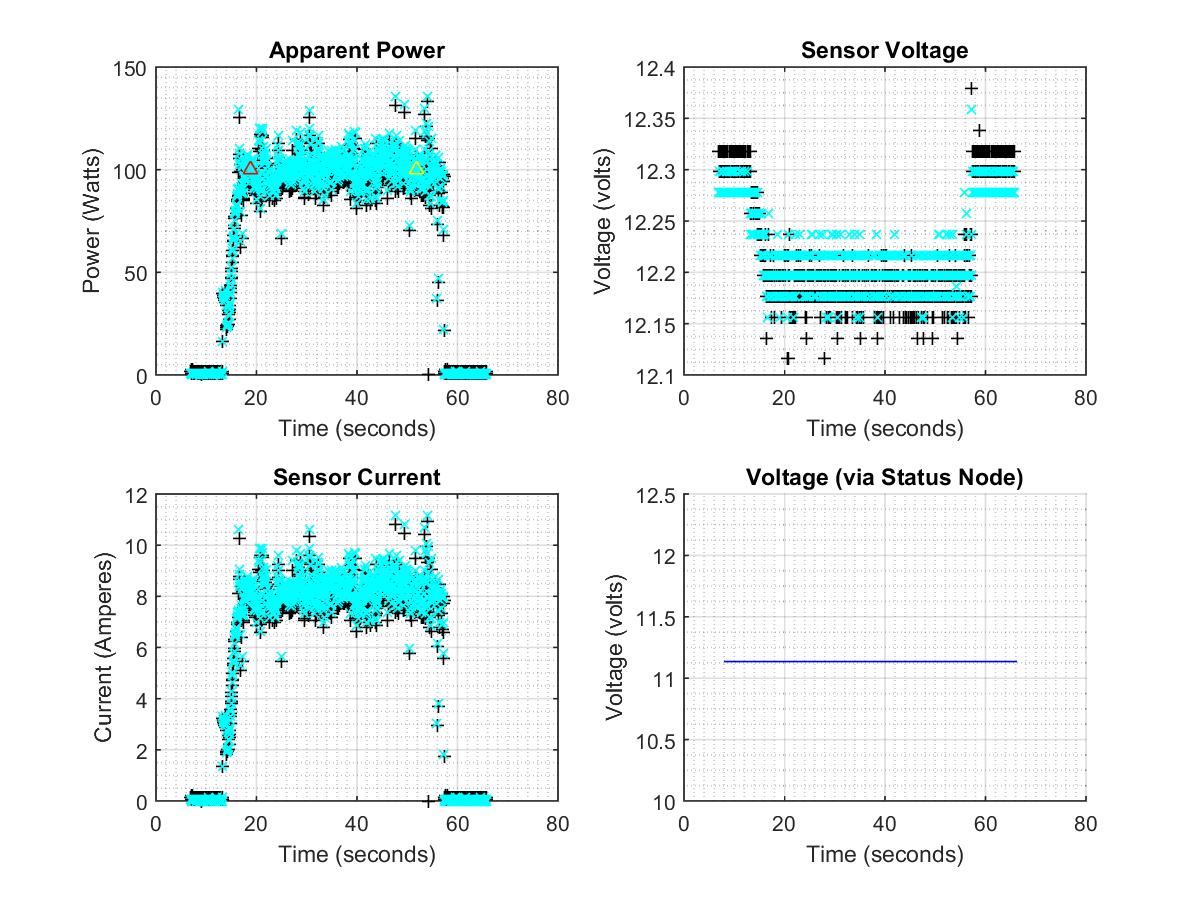 Apparent Power
150
100
50
0
Power (Watts)
0 20 40 60 80
Time (seconds)
Sensor Voltage
12.4
12.35
12.3
12.25
12.2
12.15
12.1
Voltage (volts)
0 20 40 60 80
Time (seconds)
Sensor Current
12
10
8
6
4
2
0
Current (Amperes)
0 20 40 60 80
Time (seconds)
Voltage (via Status Node)
12.5
12
11.5
11
10.5
10
Voltage (volts)
0 20 40 60 80
Time (seconds)